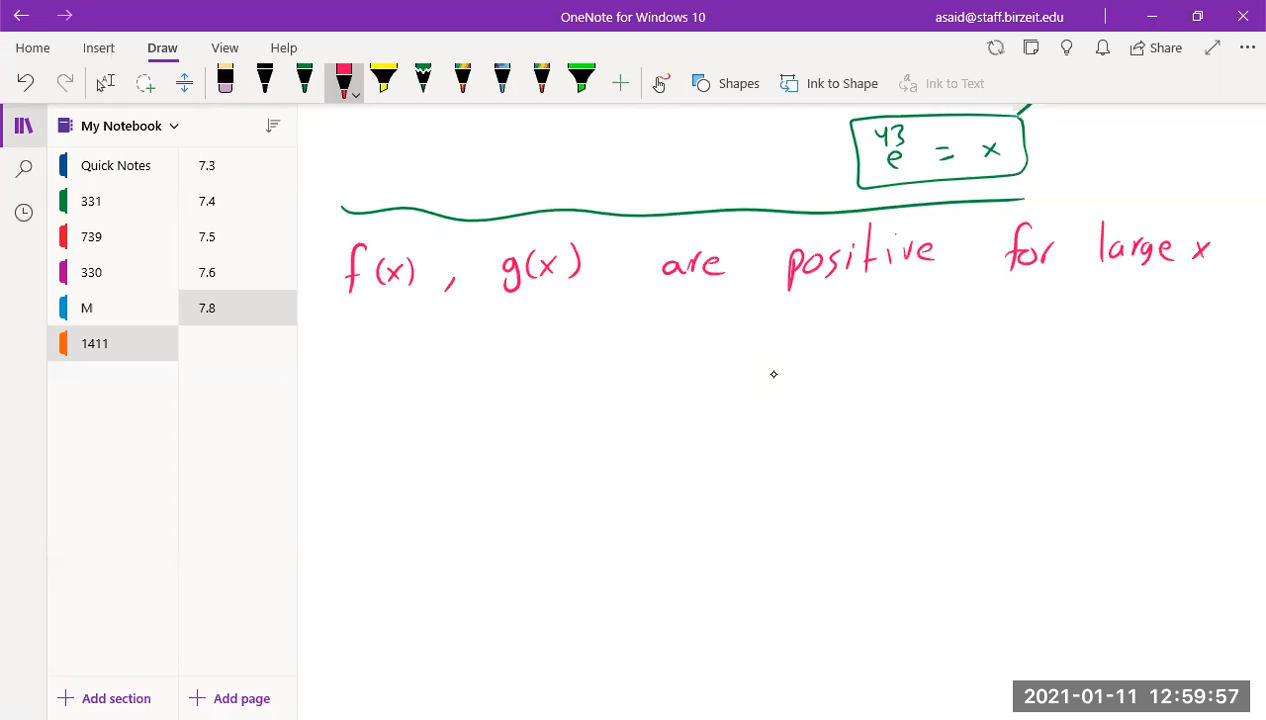 OneNote for Windows 10
asaid@staff.birzeit.edu
Home Insert Draw View Help
Share
Shapes
Ink to Shape
Ink to Text
My Notebook
Quick Notes
331
739
330
M
1411
7.3
7.4
7.5
7.6
7.8
e^43 = x
f(x) , g(x) are positive for large x
Add section
Add page
2021-01-11 12:59:57